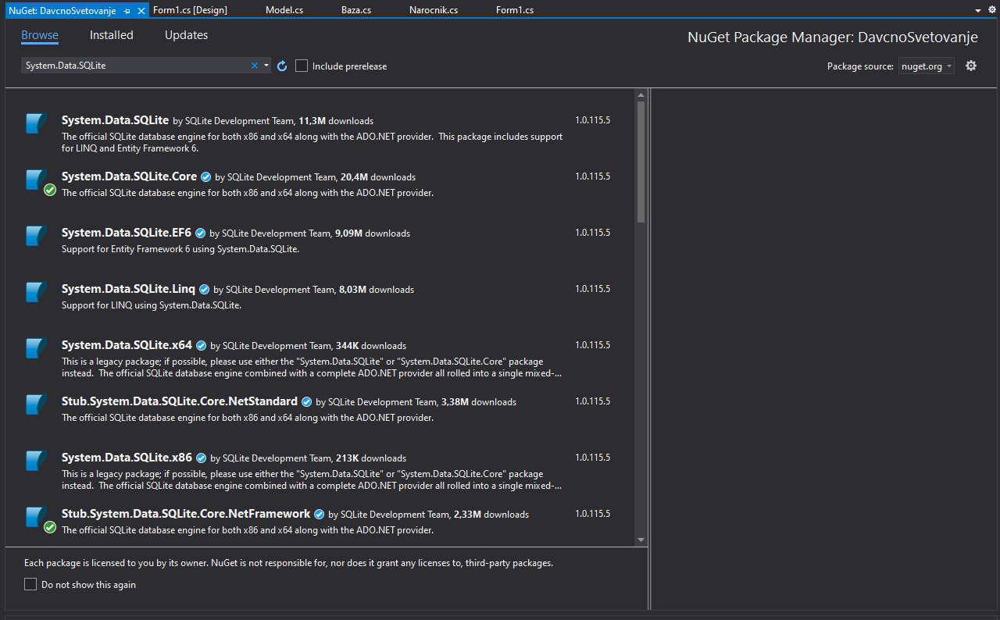 NuGet: DavcnoSvetovanje Form1.cs [Design] Model.cs Baza.cs Narocnik.cs Form1.cs
Browse Installed Updates NuGet Package Manager: DavcnoSvetovanje
System.Data.SQLite Include prerelease Package source: nuget.org
System.Data.SQLite by SQLite Development Team, 11,3M downloads 1.0.115.5
The official SQLite database engine for both x86 and x64 along with the ADO.NET provider. This package includes support
for LINQ and Entity Framework 6.
System.Data.SQLite.Core by SQLite Development Team, 20,4M downloads 1.0.115.5
The official SQLite database engine for both x86 and x64 along with the ADO.NET provider.
System.Data.SQLite.EF6 by SQLite Development Team, 9,09M downloads 1.0.115.5
Support for Entity Framework 6 using System.Data.SQLite.
System.Data.SQLite.Linq by SQLite Development Team, 8,03M downloads 1.0.115.5
Support for LINQ using System.Data.SQLite.
System.Data.SQLite.x64 by SQLite Development Team, 344K downloads 1.0.115.5
This is a legacy package; if possible, please use either the "System.Data.SQLite" or "System.Data.SQLite.Core" package
instead. The official SQLite database engine combined with a complete ADO.NET provider all rolled into a single mixed-...
Stub.System.Data.SQLite.Core.NetStandard by SQLite Development Team, 3,38M downloads 1.0.115.5
The official SQLite database engine for both x86 and x64 along with the ADO.NET provider.
System.Data.SQLite.x86 by SQLite Development Team, 213K downloads 1.0.115.5
This is a legacy package; if possible, please use either the "System.Data.SQLite" or "System.Data.SQLite.Core" package
instead. The official SQLite database engine combined with a complete ADO.NET provider all rolled into a single mixed-...
Stub.System.Data.SQLite.Core.NetFramework by SQLite Development Team, 2,33M downloads 1.0.115.5
The official SQLite database engine for both x86 and x64 along with the ADO.NET provider.
Each package is licensed to you by its owner. NuGet is not responsible for, nor does it grant any licenses to, third-party packages.
Do not show this again